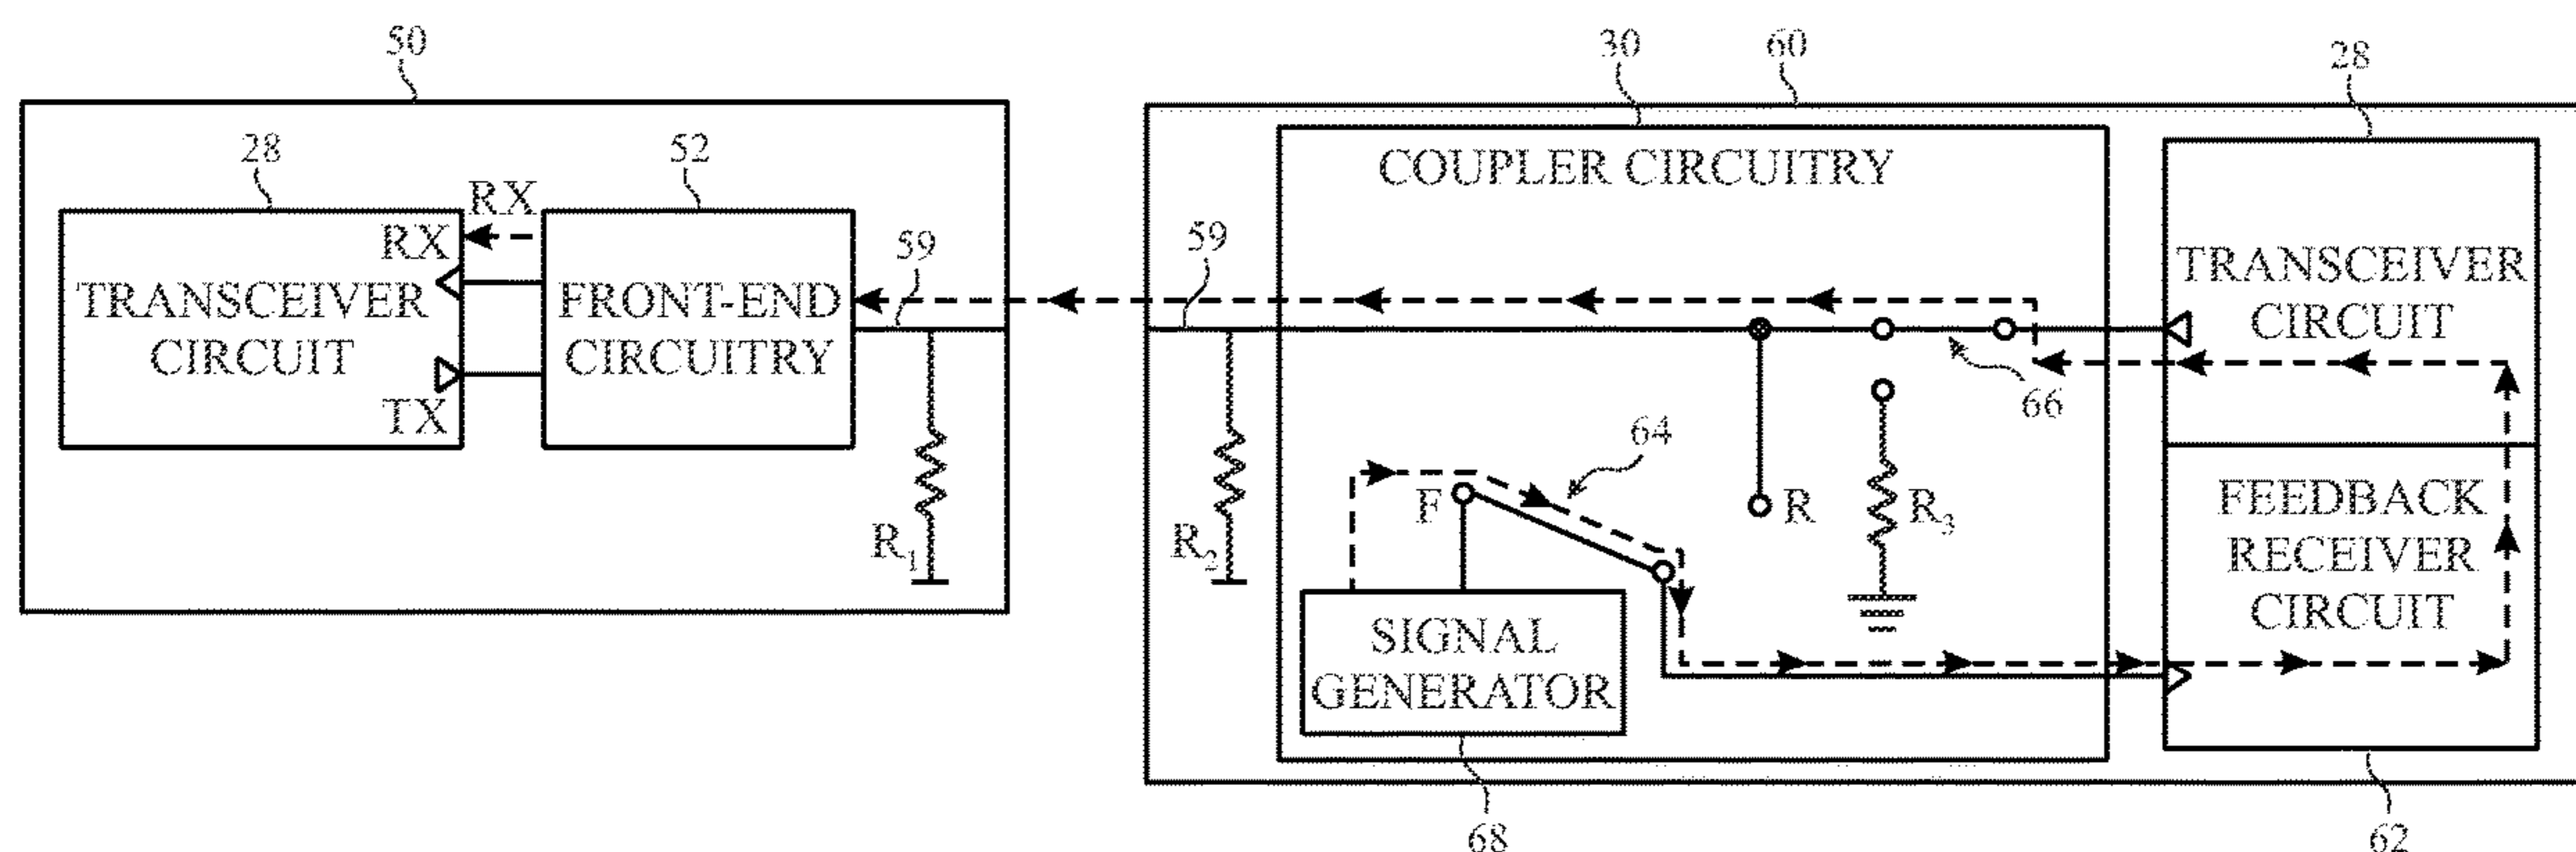 50
30
60
28
28
52
COUPLER CIRCUITRY
RX
RX
59
59
TRANSCEIVER
CIRCUIT
FRONT-END
CIRCUITRY
TRANSCEIVER
CIRCUIT
TX
66
64
F
R
R3
FEEDBACK
RECEIVER
CIRCUIT
R1
R2
SIGNAL
GENERATOR
68
62